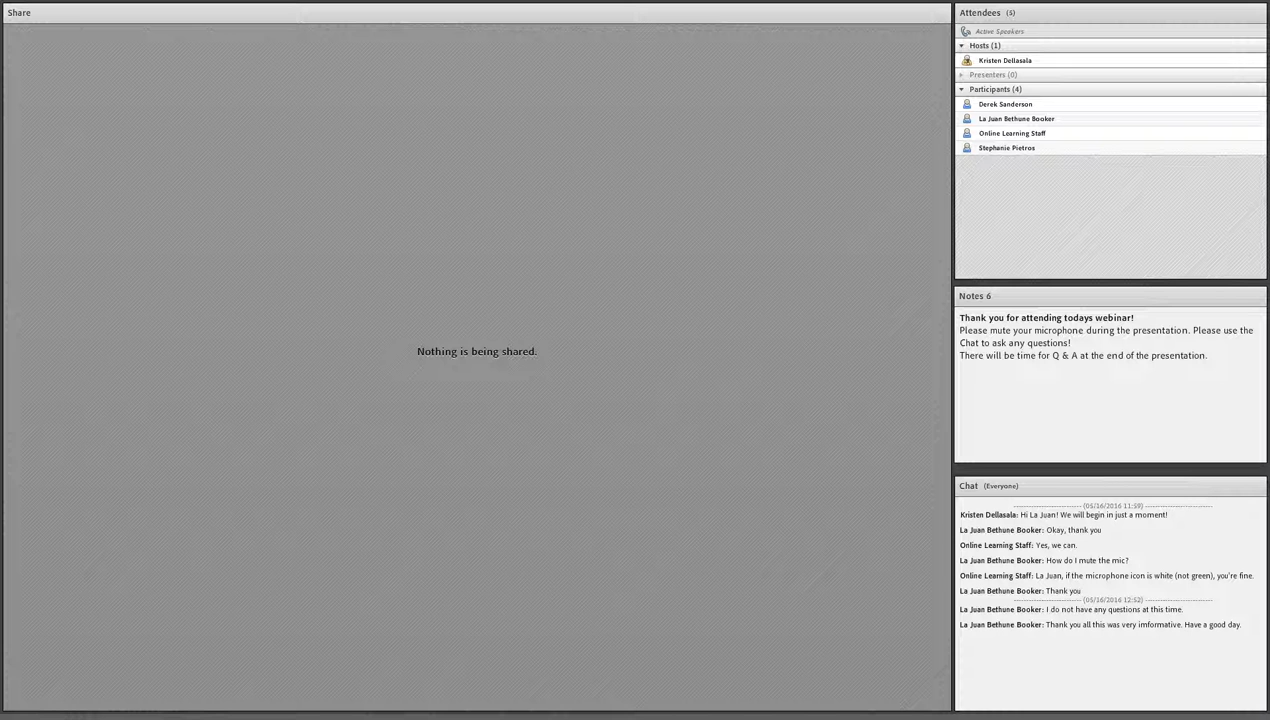 Share
Nothing is being shared.
Attendees (5)
Active Speakers
Hosts (1)
Kristen Dellasala
Presenters (0)
Participants (4)
Derek Sanderson
La Juan Bethune Booker
Online Learning Staff
Stephanie Pietros
Notes 6
Thank you for attending todays webinar!
Please mute your microphone during the presentation. Please use the
Chat to ask any questions!
There will be time for Q & A at the end of the presentation.
Chat (Everyone)
------------------ (05/16/2016 11:59) ------------------
Kristen Dellasala: Hi La Juan! We will begin in just a moment!
La Juan Bethune Booker: Okay, thank you
Online Learning Staff: Yes, we can.
La Juan Bethune Booker: How do I mute the mic?
Online Learning Staff: La Juan, if the microphone icon is white (not green), you're fine.
La Juan Bethune Booker: Thank you
------------------ (05/16/2016 12:52) ------------------
La Juan Bethune Booker: I do not have any questions at this time.
La Juan Bethune Booker: Thank you all this was very imformative. Have a good day.